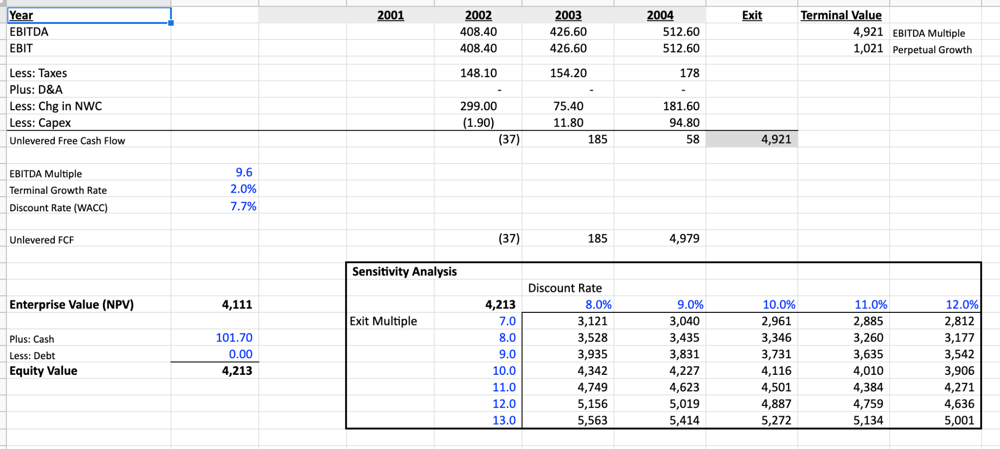 Year 2001 2002 2003 2004 Exit Terminal Value
EBITDA 408.40 426.60 512.60 4,921 EBITDA Multiple
EBIT 408.40 426.60 512.60 1,021 Perpetual Growth
Less: Taxes 148.10 154.20 178
Plus: D&A - - -
Less: Chg in NWC 299.00 75.40 181.60
Less: Capex (1.90) 11.80 94.80
Unlevered Free Cash Flow (37) 185 58 4,921
EBITDA Multiple 9.6
Terminal Growth Rate 2.0%
Discount Rate (WACC) 7.7%
Unlevered FCF (37) 185 4,979
Sensitivity Analysis
Discount Rate
Enterprise Value (NPV) 4,111 4,213 8.0% 9.0% 10.0% 11.0% 12.0%
Exit Multiple 7.0 3,121 3,040 2,961 2,885 2,812
Plus: Cash 101.70 8.0 3,528 3,435 3,346 3,260 3,177
Less: Debt 0.00 9.0 3,935 3,831 3,731 3,635 3,542
Equity Value 4,213 10.0 4,342 4,227 4,116 4,010 3,906
11.0 4,749 4,623 4,501 4,384 4,271
12.0 5,156 5,019 4,887 4,759 4,636
13.0 5,563 5,414 5,272 5,134 5,001